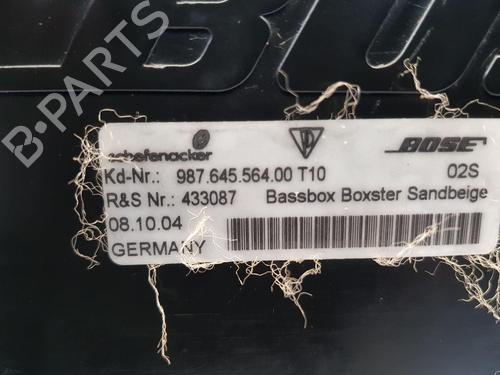 B-PARTS
schefenacker BOSE
Kd-Nr.: 987.645.564.00 T10 02S
R&S Nr.: 433087 Bassbox Boxster Sandbeige
08.10.04
GERMANY